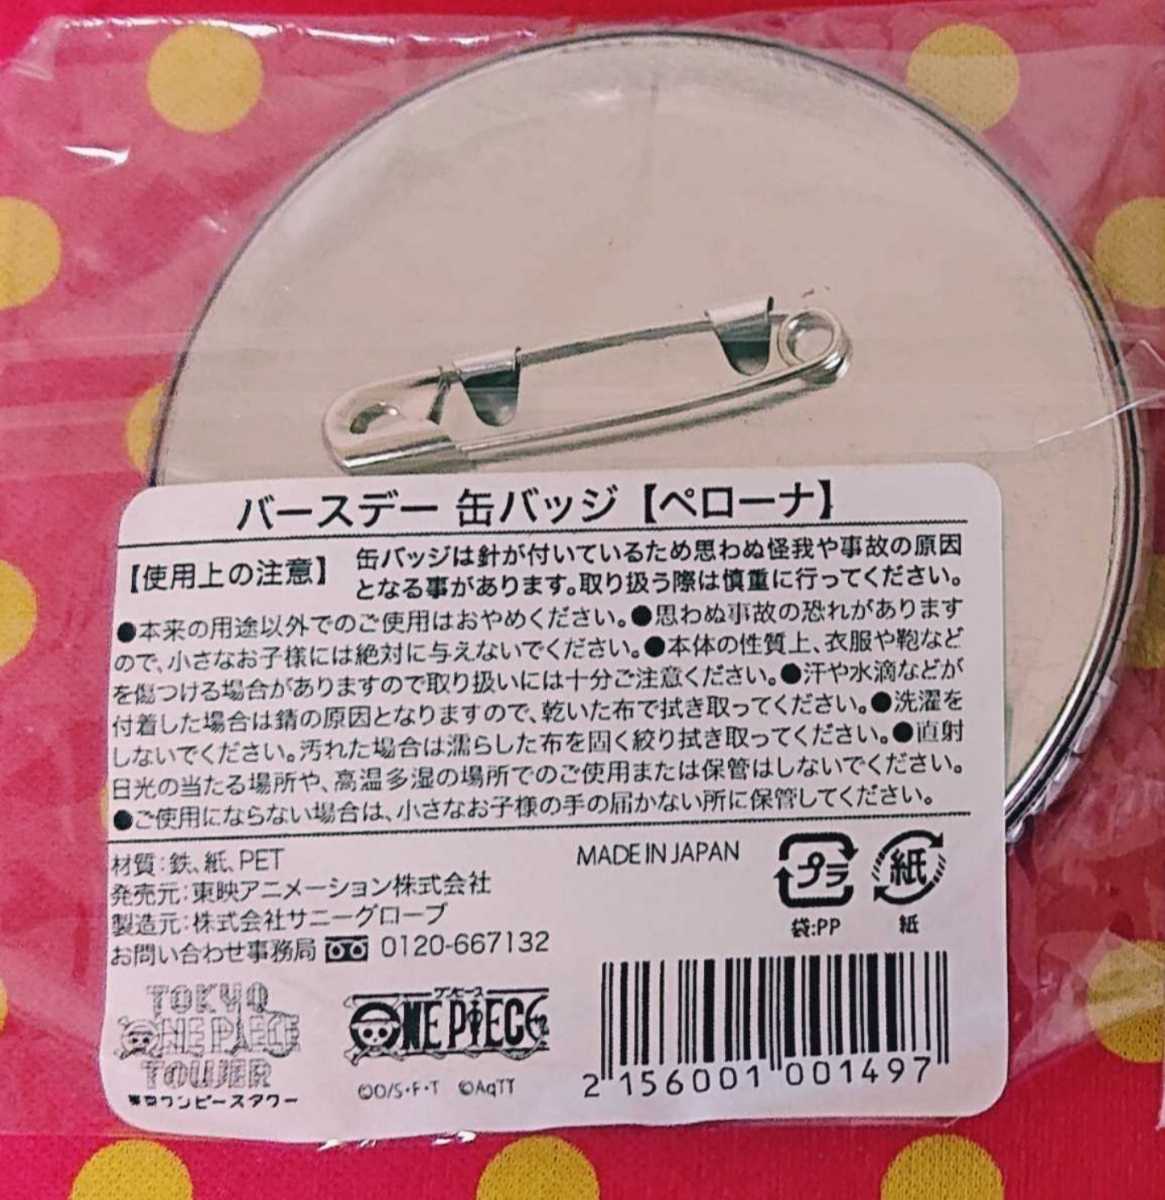 バースデー 缶バッジ【ペローナ】
【使用上の注意】
缶バッジは針が付いているため思わぬ怪我や事故の原因
となる事があります。取り扱う際は慎重に行ってください。
●本来の用途以外でのご使用はおやめください。●思わぬ事故の恐れがあります
ので、小さなお子様には絶対に与えないでください。●本体の性質上、衣服や鞄など
を傷つける場合がありますので取り扱いには十分ご注意ください。●汗や水滴などが
付着した場合は錆の原因となりますので、乾いた布で拭き取ってください。●洗濯を
しないでください。汚れた場合は濡らした布を固く絞り拭き取ってください。●直射
日光の当たる場所や、高温多湿の場所でのご使用または保管はしないでください。
●ご使用にならない場合は、小さなお子様の手の届かない所に保管してください。
材質:鉄、紙、PET
発売元:東映アニメーション株式会社
製造元:株式会社サニーグローブ
お問い合わせ事務局 0120-667132
MADE IN JAPAN
プラ
袋:PP
紙
紙
TOKYO
ONE PIECE
TOWER
東京ワンピースタワー
ワンピース
ONE PIECE
©O/S・F・T ©AqTT
2156001001497